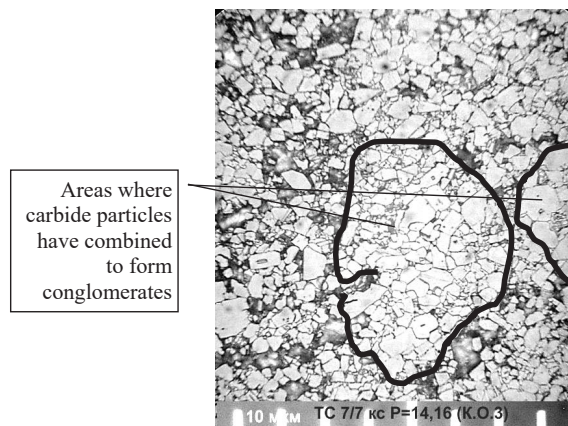 Areas where
carbide particles
have combined
to form
conglomerates
10 мкм ТС 7/7 кс Р=14,16 (К.О.3)